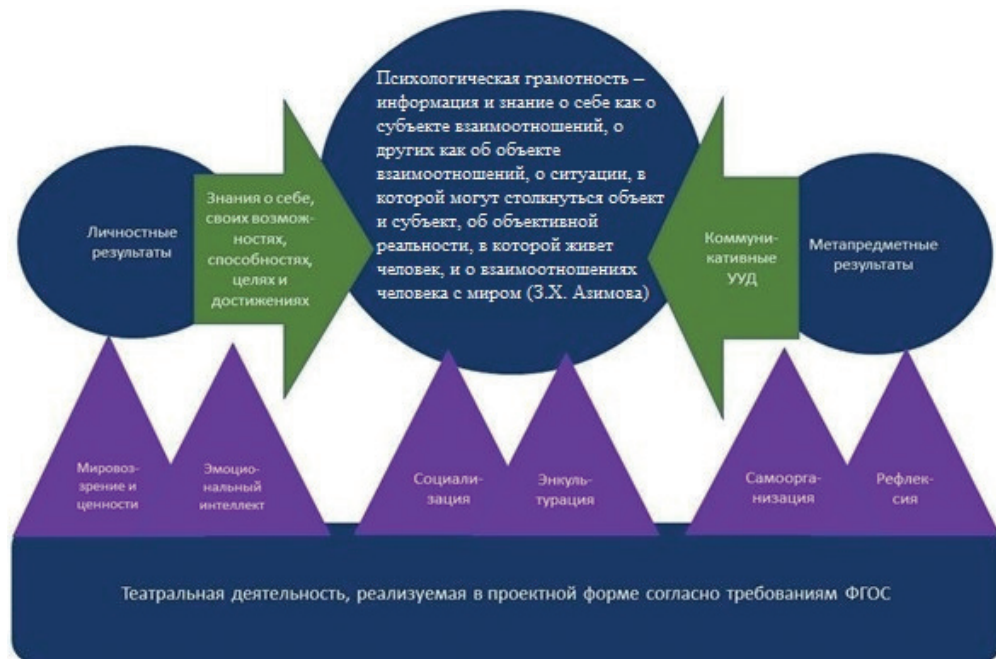 Психологическая грамотность –
информация и знание о себе как о
субъекте взаимоотношений, о
других как об объекте
взаимоотношений, о ситуации, в
которой могут столкнуться объект
и субъект, об объективной
реальности, в которой живет
человек, и о взаимоотношениях
человека с миром (З.Х. Азимова)
Личностные
результаты
Знания о себе,
своих возмож-
ностях,
способностях,
целях и
достижениях
Коммуни-
кативные
УУД
Метапредметные
результаты
Мировоз-
зрение и
ценности
Эмоцио-
нальный
интеллект
Социали-
зация
Энкуль-
турация
Самоорга-
низация
Рефлек-
сия
Театральная деятельность, реализуемая в проектной форме согласно требованиям ФГОС